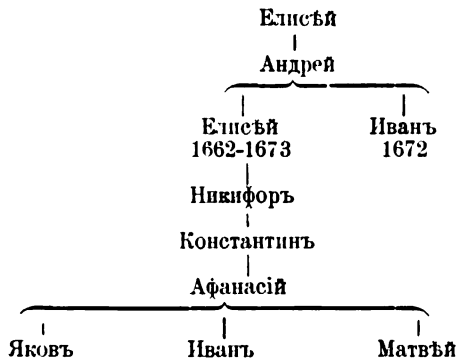 Елисѣй
Андрей
Елисѣй Иванъ
1662-1673 1672
Никифоръ
Константинъ
Афанасій
Яковъ Иванъ Матвѣй